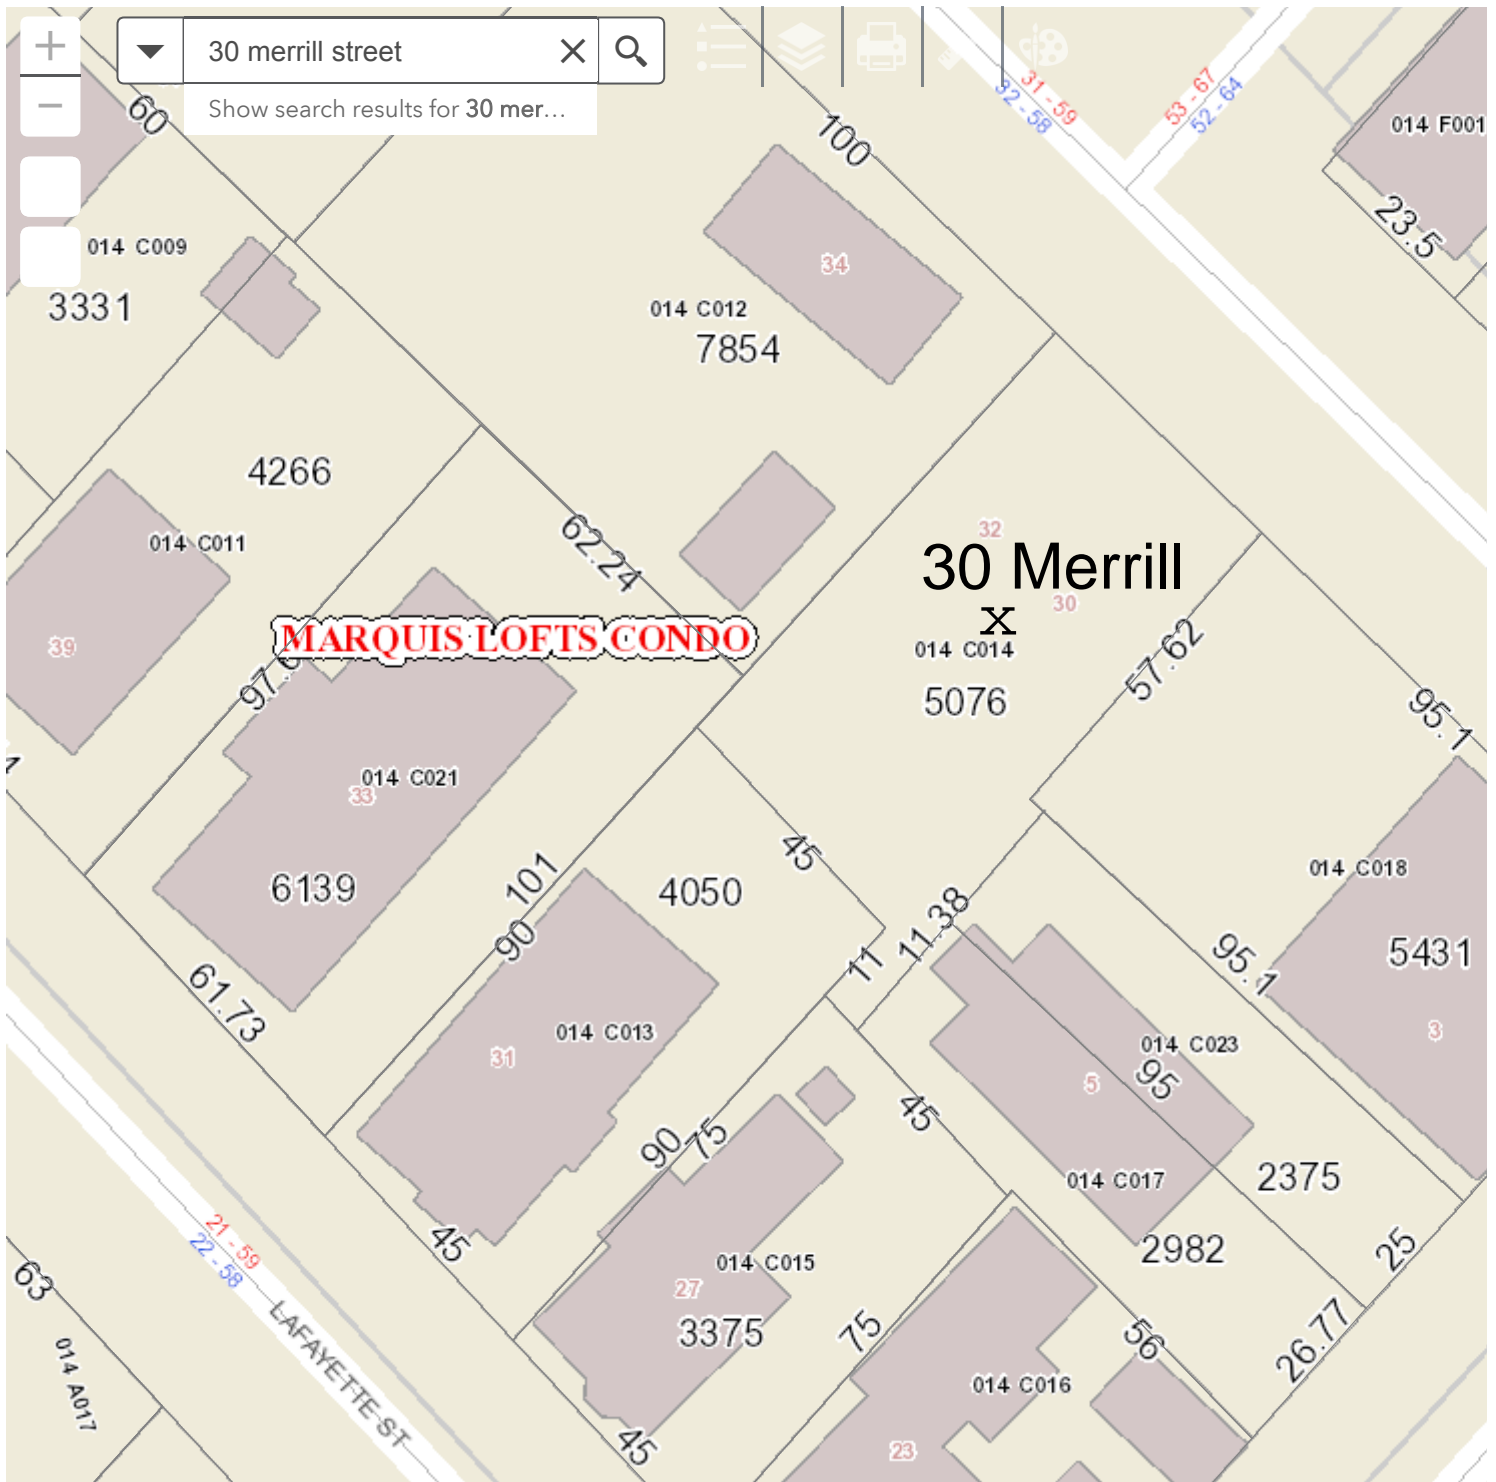 30 merrill street
Show search results for 30 mer…
60
100
31 - 59
32 - 58
53 - 67
52 - 64
014 F001
23.5
014 C009
3331
34
014 C012
7854
4266
014 C011
39
62.24
MARQUIS LOFTS CONDO
32
30 Merrill
x
30
014 C014
5076
57.62
95.1
014 C021
33
6139
101
90
4050
45
11
11.38
014 C018
5431
95.1
3
61.73
31
014 C013
014 C023
95
5
45
014 C017
2375
2982
90
75
21 - 59
22 - 58
45
LAFAYETTE ST
63
014 A017
27
014 C015
3375
75
56
25
26.77
014 C016
45
23